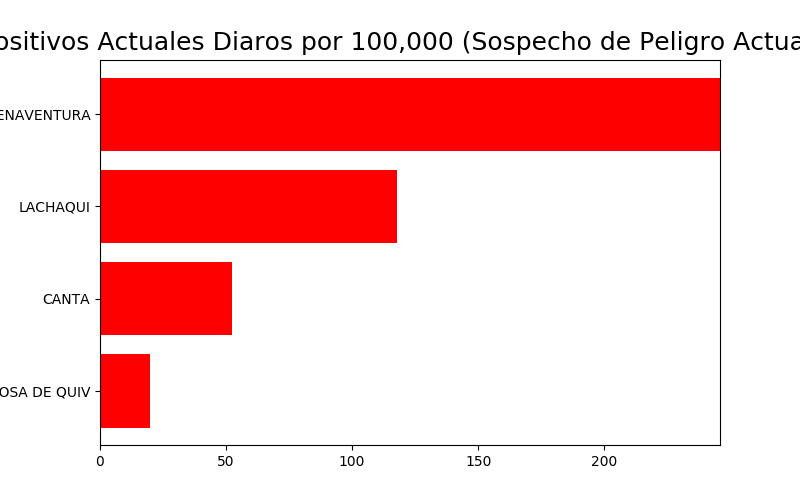 ositivos Actuales Diaros por 100,000 (Sospecho de Peligro Actua
ENAVENTURA
LACHAQUI
CANTA
OSA DE QUIV
0 50 100 150 200